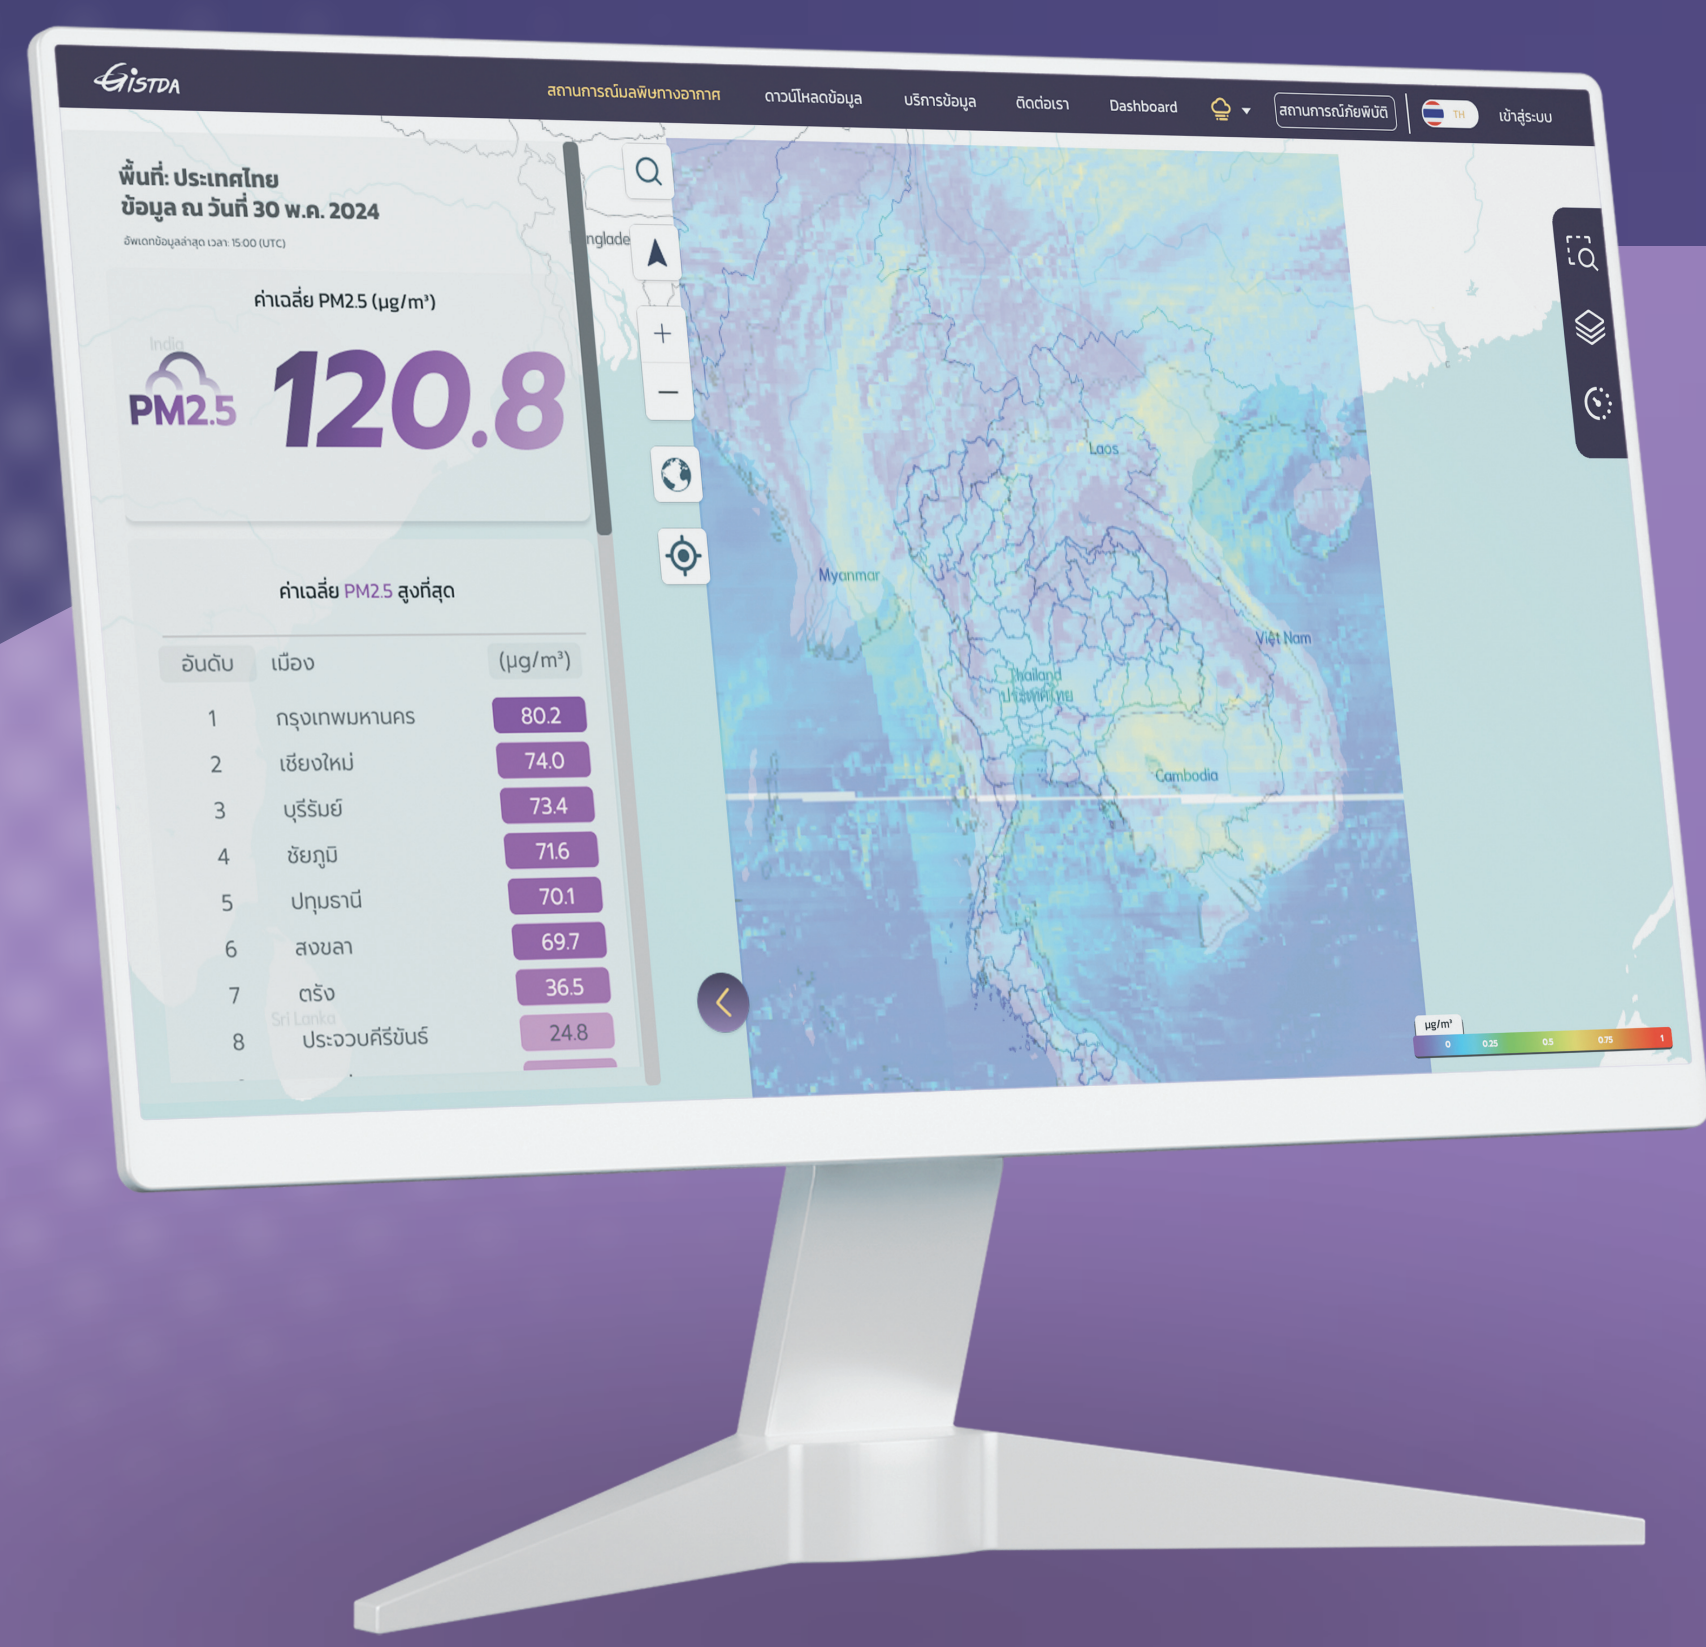 GISTDA
สถานการณ์มลพิษทางอากาศ
ดาวน์โหลดข้อมูล
บริการข้อมูล
ติดต่อเรา
Dashboard
สถานการณ์ภัยพิบัติ
TH
เข้าสู่ระบบ
พื้นที่: ประเทศไทย
ข้อมูล ณ วันที่ 30 พ.ค. 2024
อัพเดทข้อมูลล่าสุด เวลา: 15:00 (UTC)
ค่าเฉลี่ย PM2.5 (µg/m³)
India
PM2.5
120.8
ค่าเฉลี่ย PM2.5 สูงที่สุด
อันดับ เมือง (µg/m³)
1 กรุงเทพมหานคร 80.2
2 เชียงใหม่ 74.0
3 บุรีรัมย์ 73.4
4 ชัยภูมิ 71.6
5 ปทุมธานี 70.1
6 สงขลา 69.7
7 ตรัง 36.5
Sri Lanka
8 ประจวบคีรีขันธ์ 24.8
nglade
Laos
Myanmar
Việt Nam
Thailand
ประเทศไทย
Cambodia
µg/m³
0 0.25 0.5 0.75 1